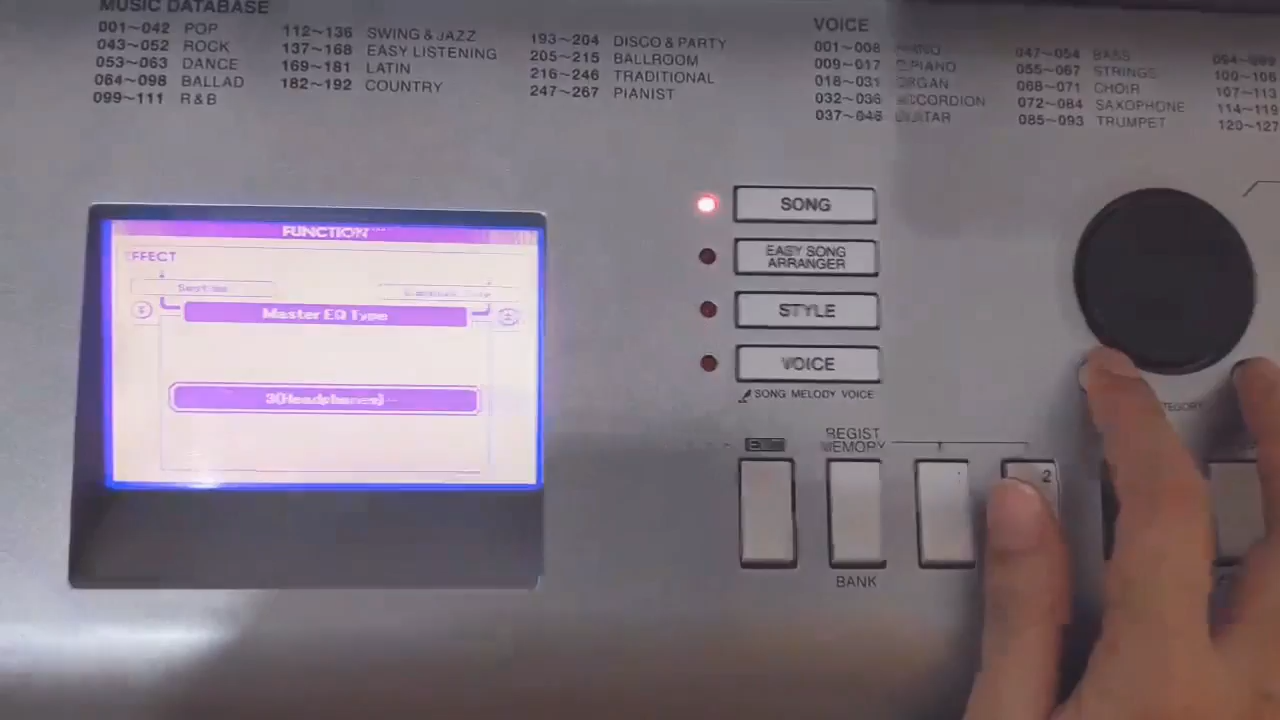 MUSIC DATABASE
001~042 POP
043~052 ROCK
053~063 DANCE
064~098 BALLAD
099~111 R&B
112~136 SWING & JAZZ
137~168 EASY LISTENING
169~181 LATIN
182~192 COUNTRY
193~204 DISCO & PARTY
205~215 BALLROOM
216~246 TRADITIONAL
247~267 PIANIST
VOICE
001~008 PIANO
009~017 E.PIANO
018~031 ORGAN
032~036 ACCORDION
037~046 GUITAR
047~054 BASS
055~067 STRINGS
068~071 CHOIR
072~084 SAXOPHONE
085~093 TRUMPET
100~106
107~113
114~119
120~127
FUNCTION
EFFECT
Master EQ Type
3(Headphones)
SONG
EASY SONG
ARRANGER
STYLE
VOICE
SONG MELODY VOICE
REGIST
MEMORY
1
2
BANK